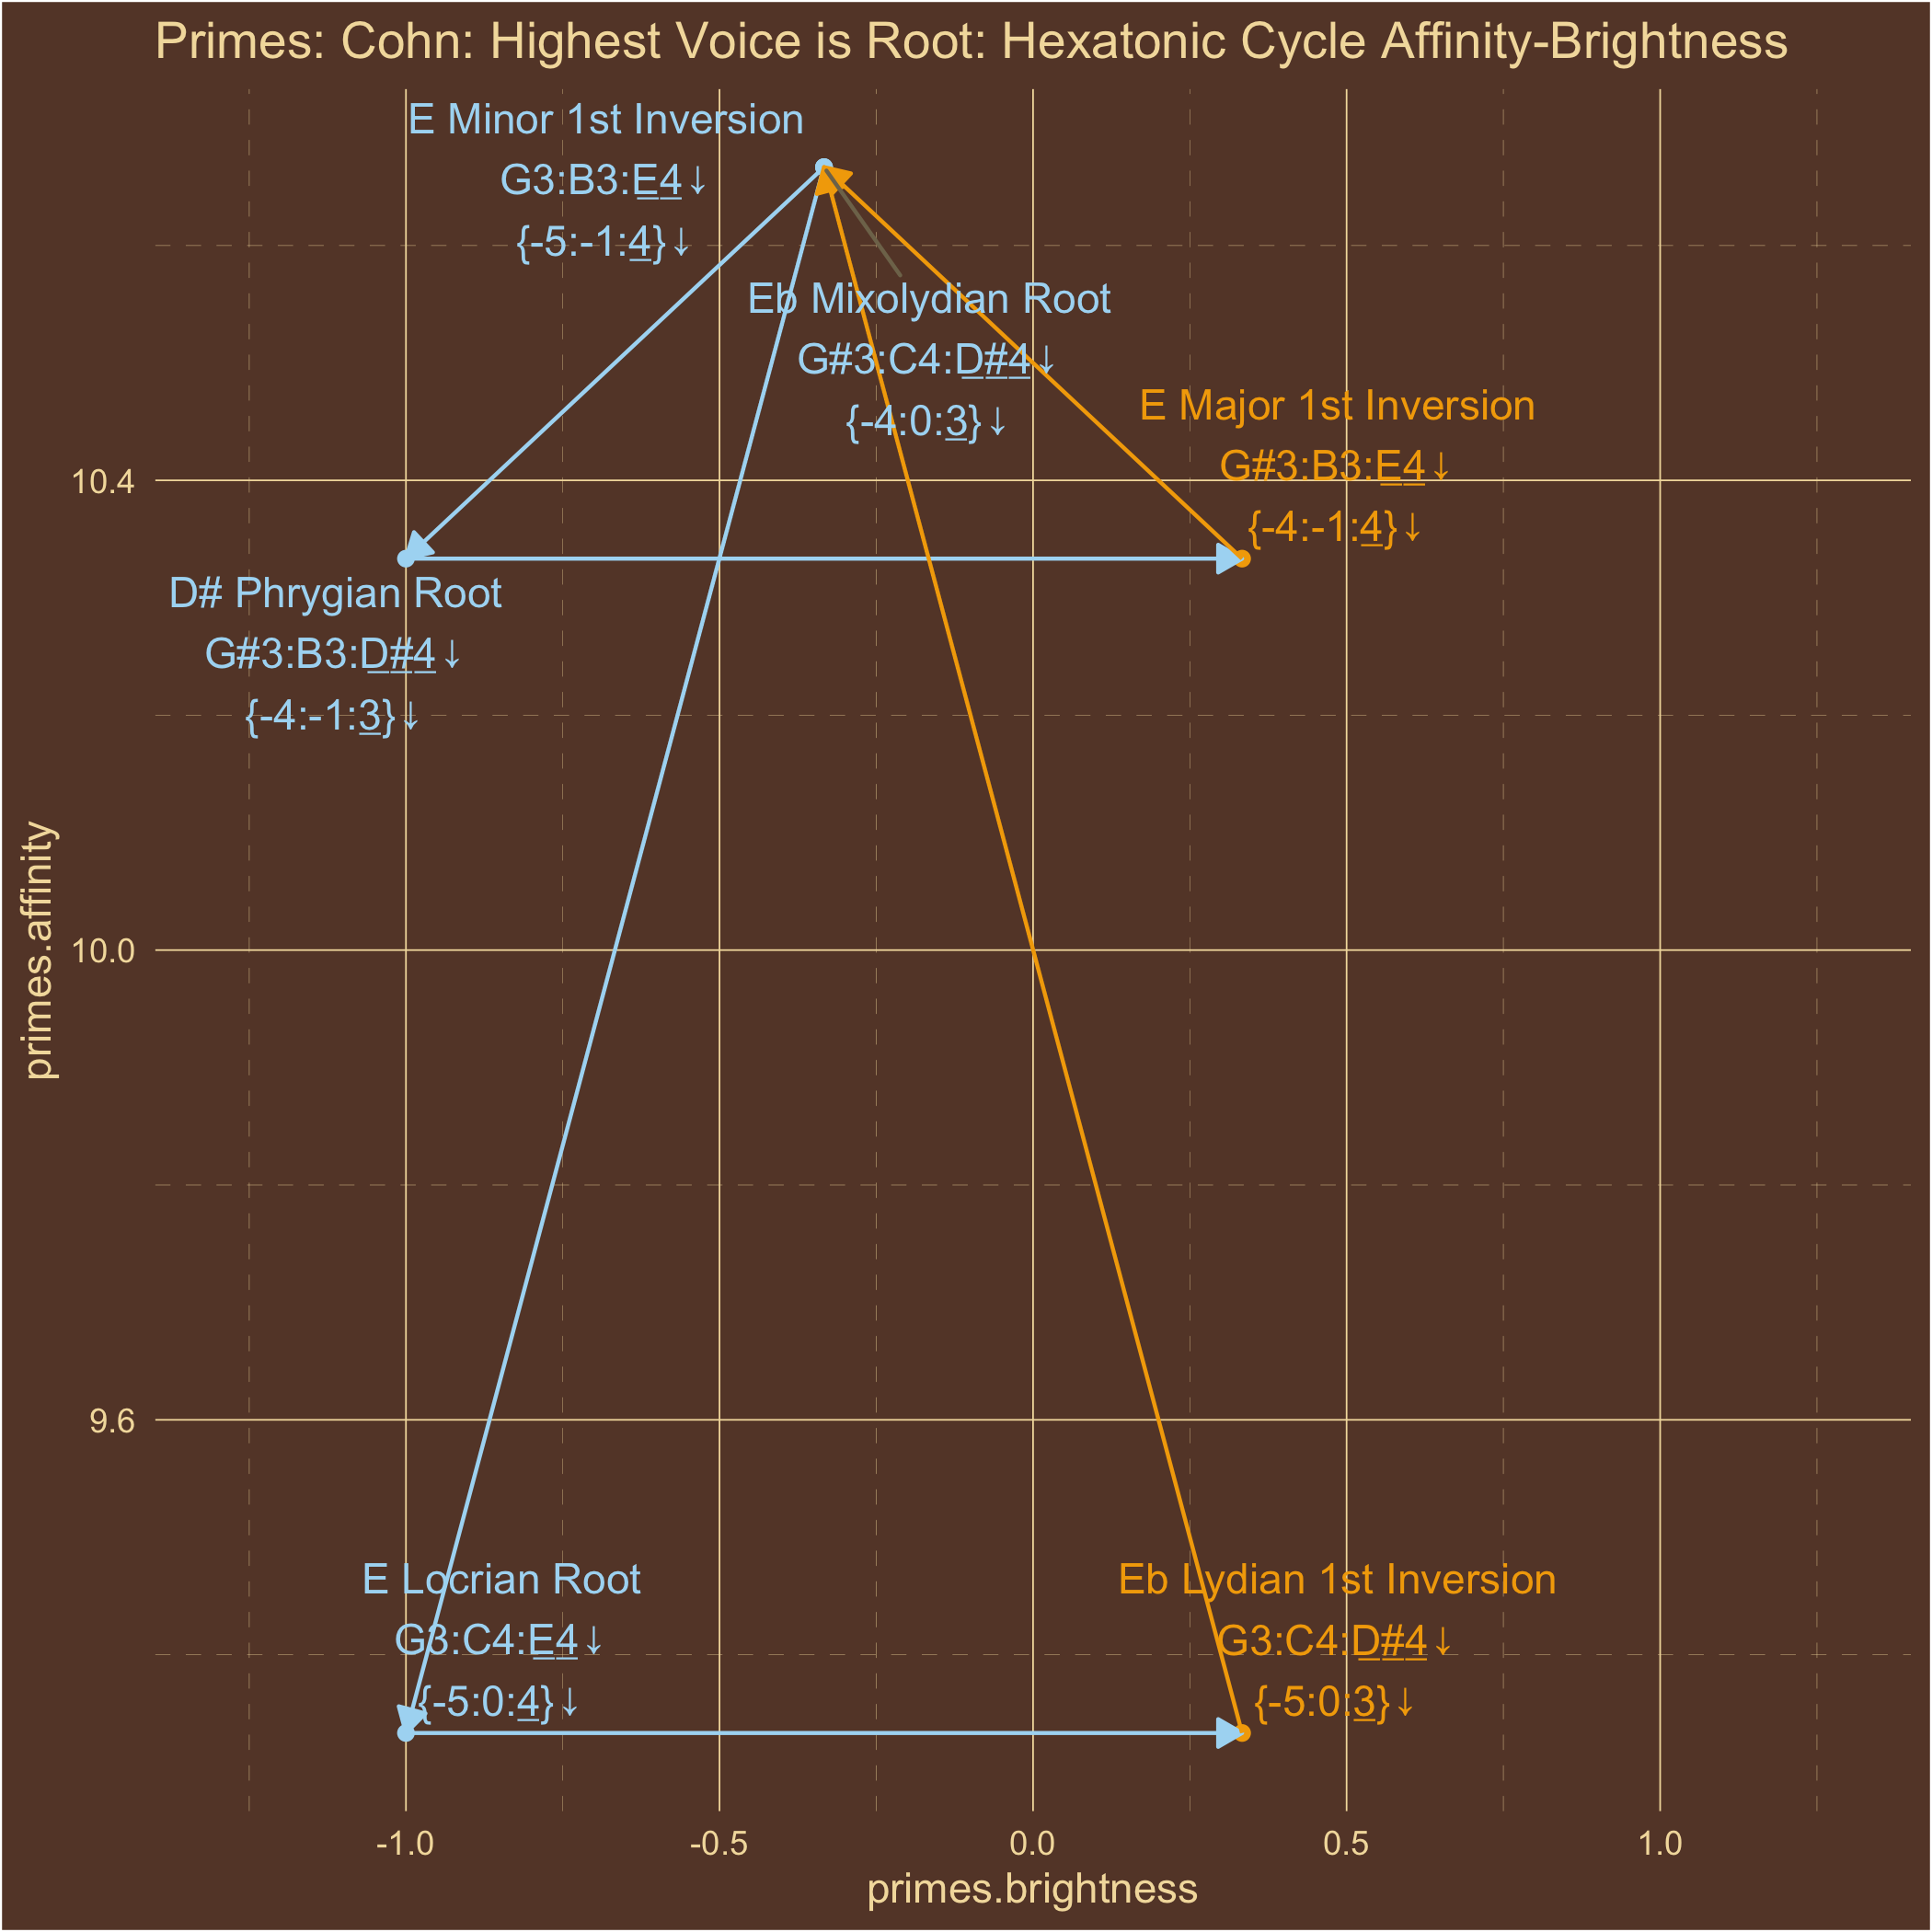 Primes: Cohn: Highest Voice is Root: Hexatonic Cycle Affinity-Brightness
E Minor 1st Inversion
G3:B3:E4↓
{-5:-1:4}↓
Eb Mixolydian Root
G#3:C4:D#4↓
{-4:0:3}↓
E Major 1st Inversion
G#3:B3:E4↓
{-4:-1:4}↓
10.4
D# Phrygian Root
G#3:B3:D#4↓
{-4:-1:3}↓
primes.affinity
10.0
9.6
E Locrian Root
G3:C4:E4↓
{-5:0:4}↓
Eb Lydian 1st Inversion
G3:C4:D#4↓
{-5:0:3}↓
-1.0
-0.5
0.0
0.5
1.0
primes.brightness